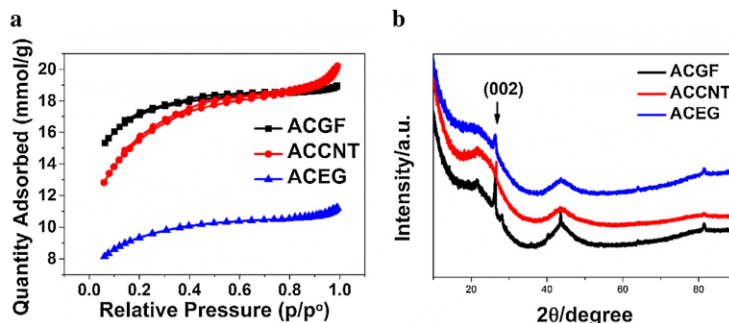 a
Quantity Adsorbed (mmol/g)
20
18
16
14
12
10
8
6
0.0
0.2
0.4
0.6
0.8
1.0
Relative Pressure (p/pº)
ACGF
ACCNT
ACEG
b
Intensity/a.u.
(002)
ACGF
ACCNT
ACEG
20
40
60
80
2θ/degree